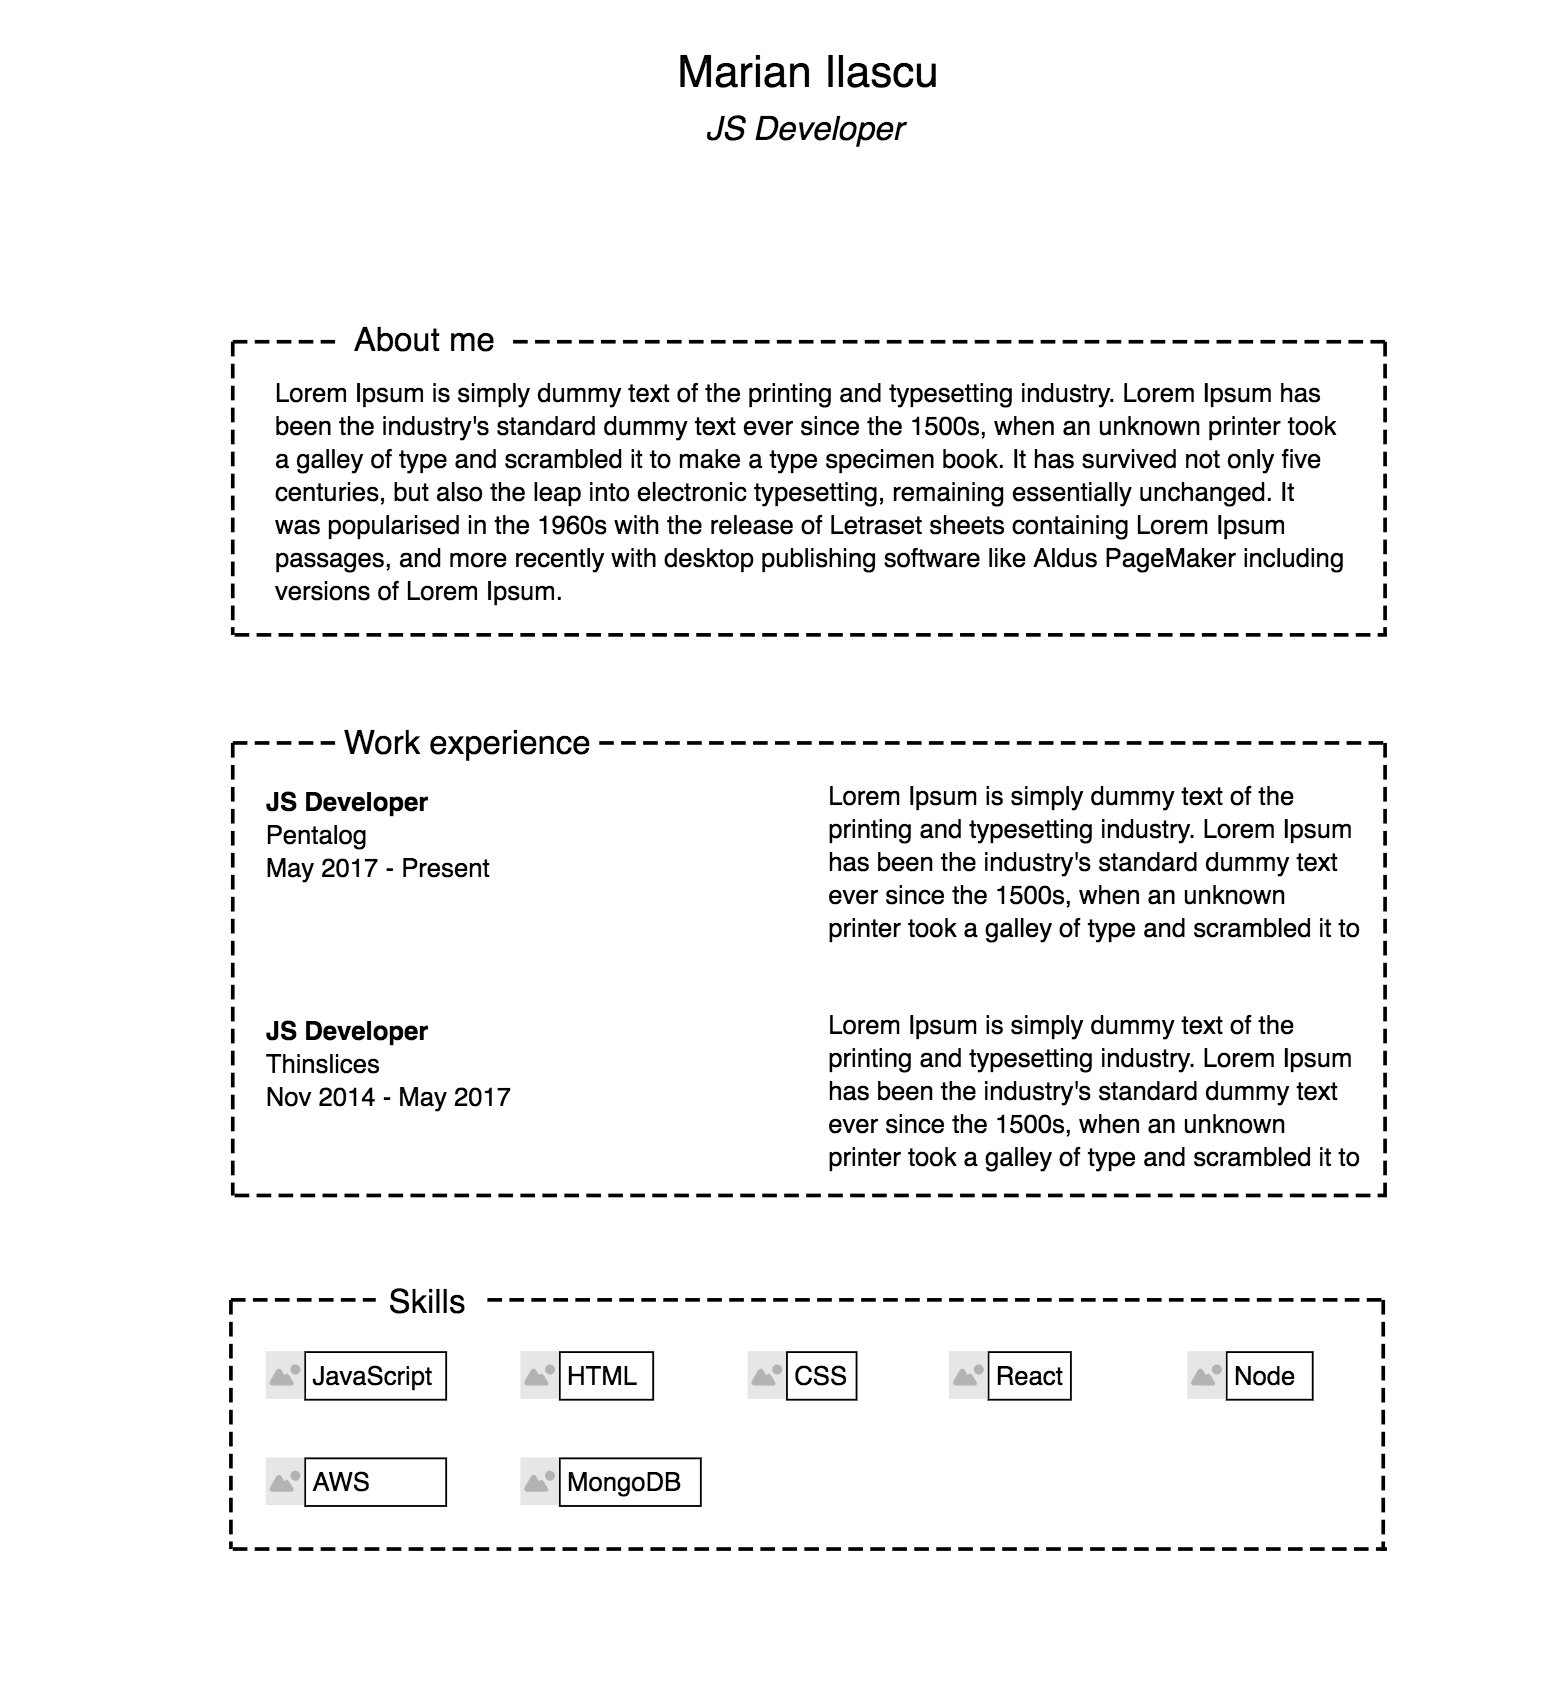 Marian Ilascu
JS Developer
About me
Lorem Ipsum is simply dummy text of the printing and typesetting industry. Lorem Ipsum has
been the industry's standard dummy text ever since the 1500s, when an unknown printer took
a galley of type and scrambled it to make a type specimen book. It has survived not only five
centuries, but also the leap into electronic typesetting, remaining essentially unchanged. It
was popularised in the 1960s with the release of Letraset sheets containing Lorem Ipsum
passages, and more recently with desktop publishing software like Aldus PageMaker including
versions of Lorem Ipsum.
Work experience
JS Developer
Pentalog
May 2017 - Present
Lorem Ipsum is simply dummy text of the
printing and typesetting industry. Lorem Ipsum
has been the industry's standard dummy text
ever since the 1500s, when an unknown
printer took a galley of type and scrambled it to
JS Developer
Thinslices
Nov 2014 - May 2017
Lorem Ipsum is simply dummy text of the
printing and typesetting industry. Lorem Ipsum
has been the industry's standard dummy text
ever since the 1500s, when an unknown
printer took a galley of type and scrambled it to
Skills
JavaScript
HTML
CSS
React
Node
AWS
MongoDB